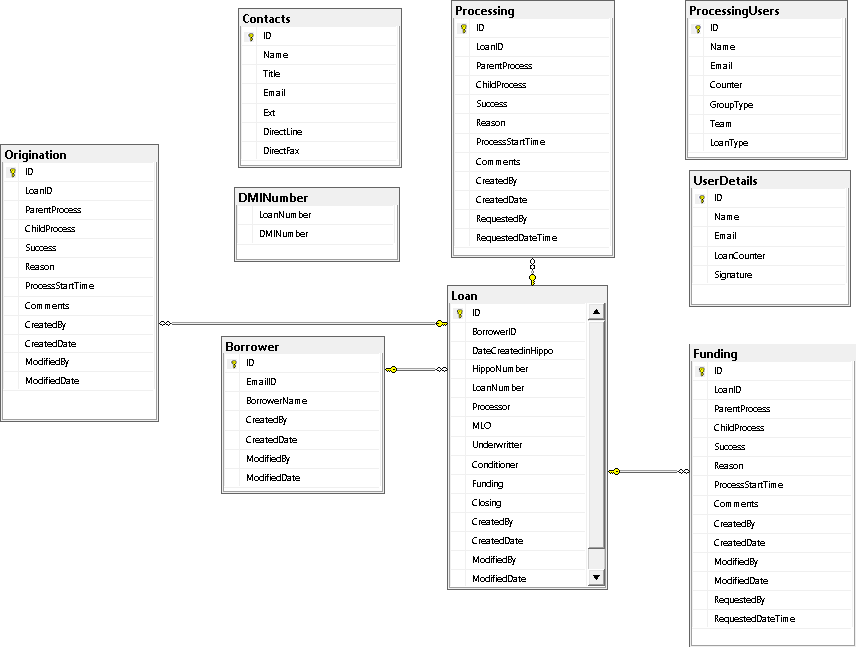 Contacts
ID
Name
Title
Email
Ext
DirectLine
DirectFax
Processing
ID
LoanID
ParentProcess
ChildProcess
Success
Reason
ProcessStartTime
Comments
CreatedBy
CreatedDate
RequestedBy
RequestedDateTime
ProcessingUsers
ID
Name
Email
Counter
GroupType
Team
LoanType
Origination
ID
LoanID
ParentProcess
ChildProcess
Success
Reason
ProcessStartTime
Comments
CreatedBy
CreatedDate
ModifiedBy
ModifiedDate
DMINumber
LoanNumber
DMINumber
UserDetails
ID
Name
Email
LoanCounter
Signature
Loan
ID
BorrowerID
DateCreatedinHippo
HippoNumber
LoanNumber
Processor
MLO
Underwritter
Conditioner
Funding
Closing
CreatedBy
CreatedDate
ModifiedBy
ModifiedDate
Borrower
ID
EmailID
BorrowerName
CreatedBy
CreatedDate
ModifiedBy
ModifiedDate
Funding
ID
LoanID
ParentProcess
ChildProcess
Success
Reason
ProcessStartTime
Comments
CreatedBy
CreatedDate
ModifiedBy
ModifiedDate
RequestedBy
RequestedDateTime